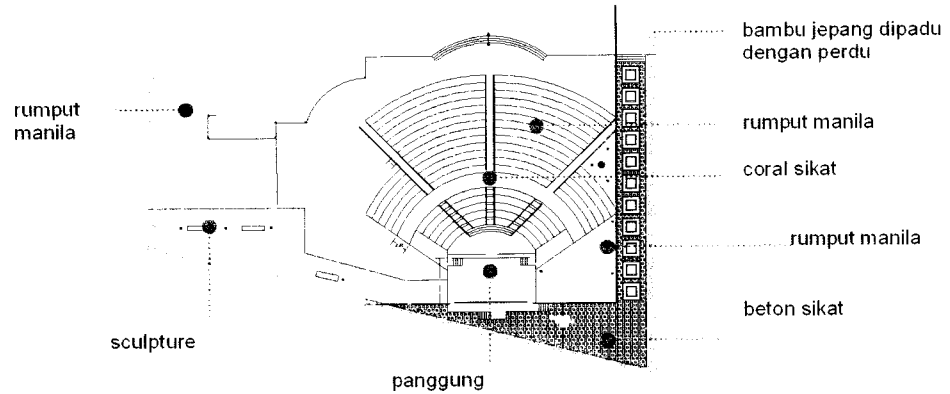 bambu jepang dipadu
dengan perdu
rumput
manila
rumput manila
coral sikat
rumput manila
beton sikat
sculpture
panggung